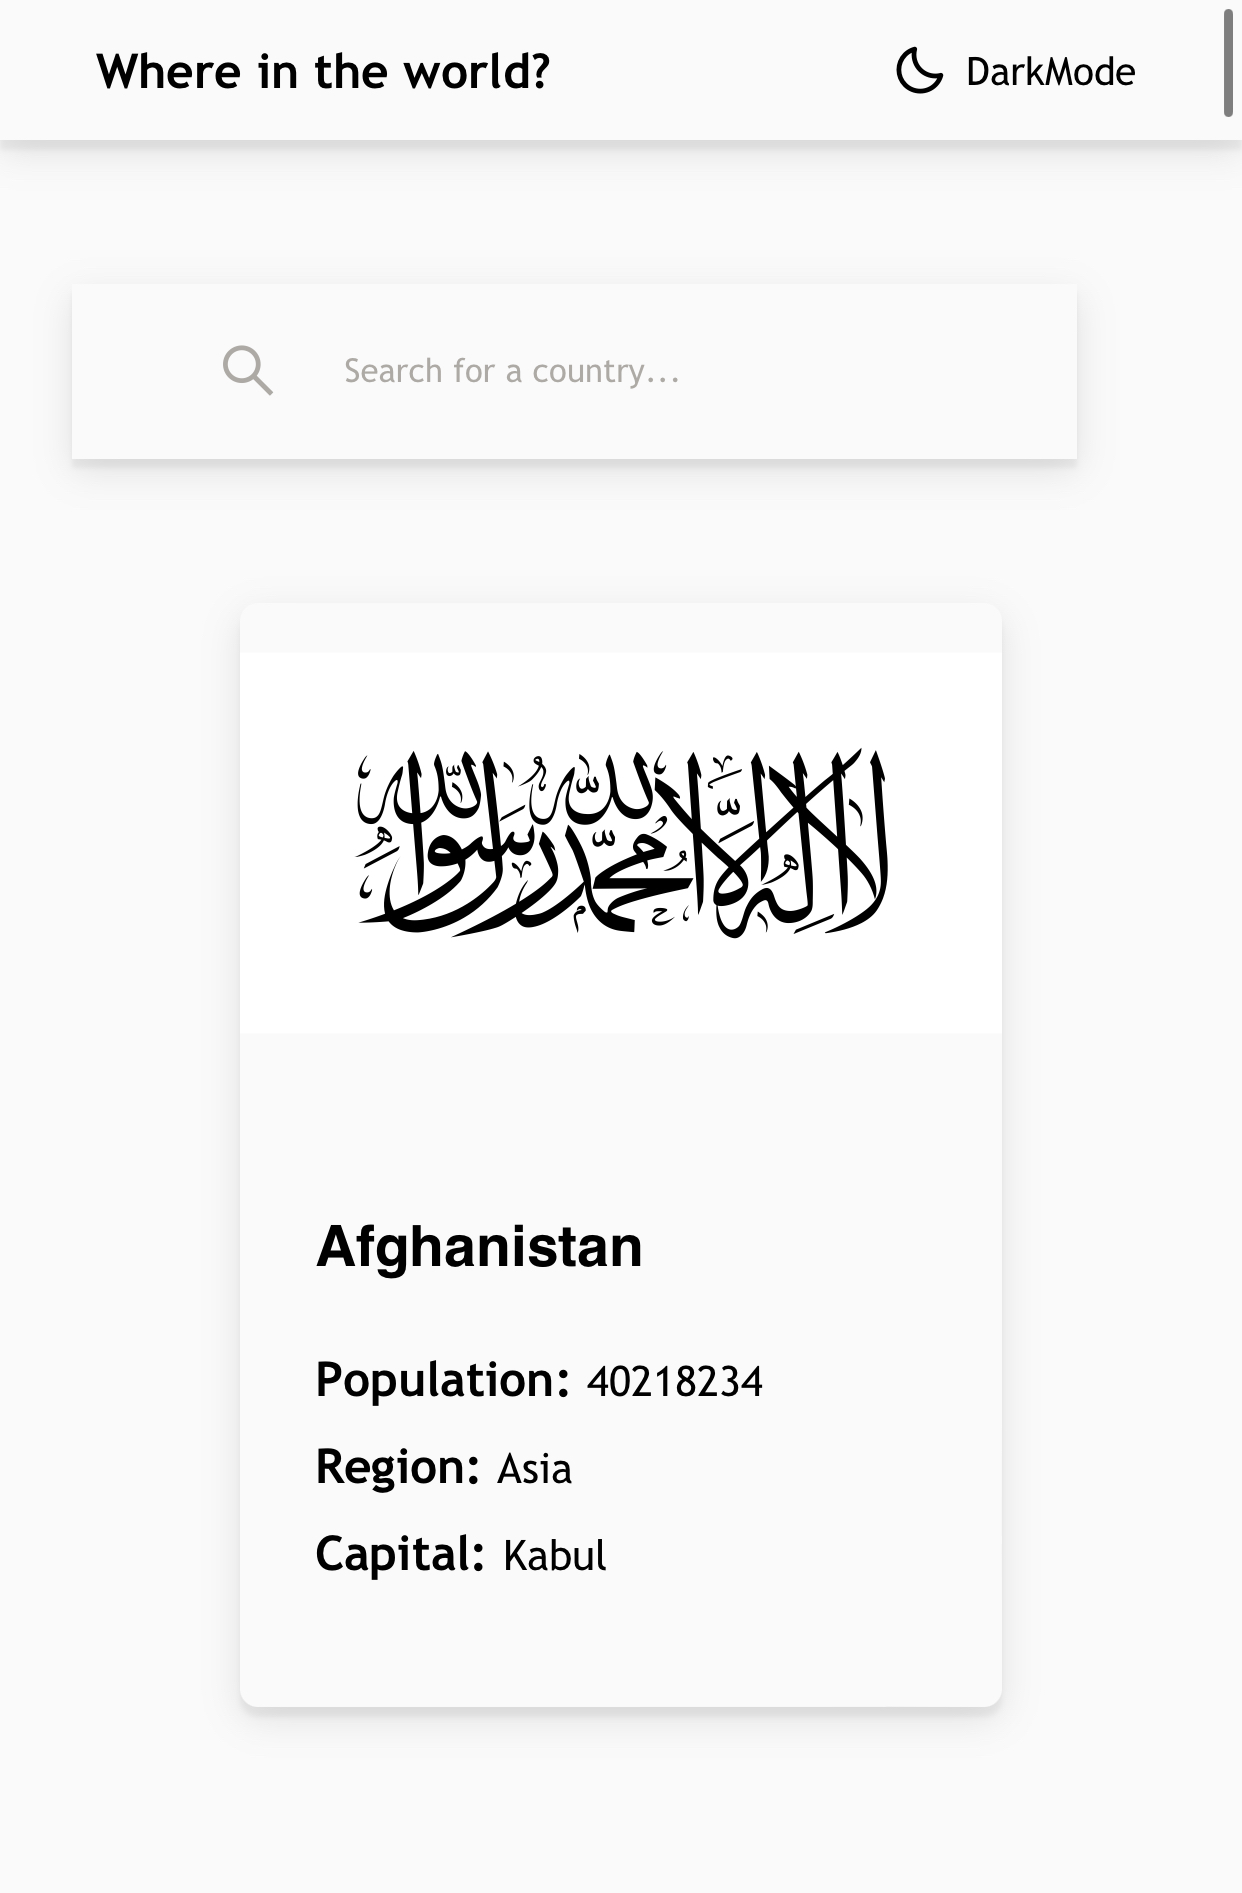 Where in the world?
DarkMode
Search for a country...
لا إله إلا الله محمد رسول الله
Afghanistan
Population: 40218234
Region: Asia
Capital: Kabul